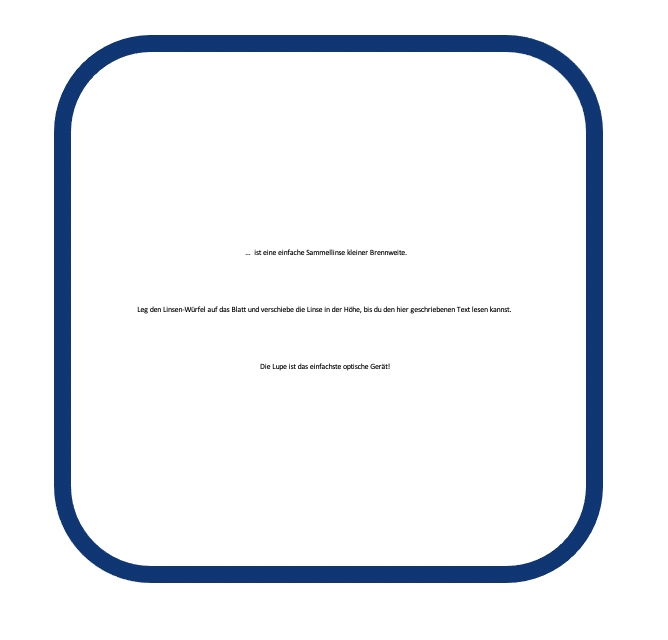 ... ist eine einfache Sammellinse kleiner Brennweite.
Leg den Linsen-Würfel auf das Blatt und verschiebe die Linse in der Höhe, bis du den hier geschriebenen Text lesen kannst.
Die Lupe ist das einfachste optische Gerät!